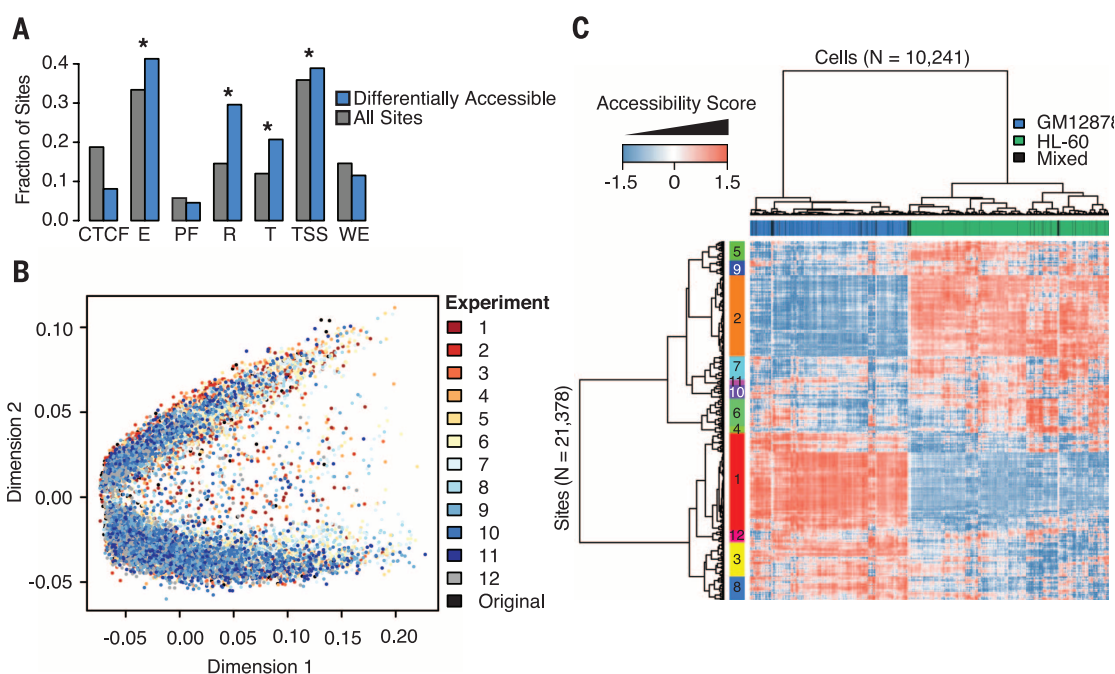 A
Fraction of Sites
0.4
0.3
0.2
0.1
0.0
*
*
*
*
Differentially Accessible
All Sites
CTCF E PF R T TSS WE
B
Dimension 2
0.10
0.05
0.00
-0.05
-0.05 0.00 0.05 0.10 0.15 0.20
Dimension 1
Experiment
1
2
3
4
5
6
7
8
9
10
11
12
Original
C
Cells (N = 10,241)
Accessibility Score
-1.5 0 1.5
GM12878
HL-60
Mixed
Sites (N = 21,378)
5
9
2
7
11
10
6
4
1
12
3
8